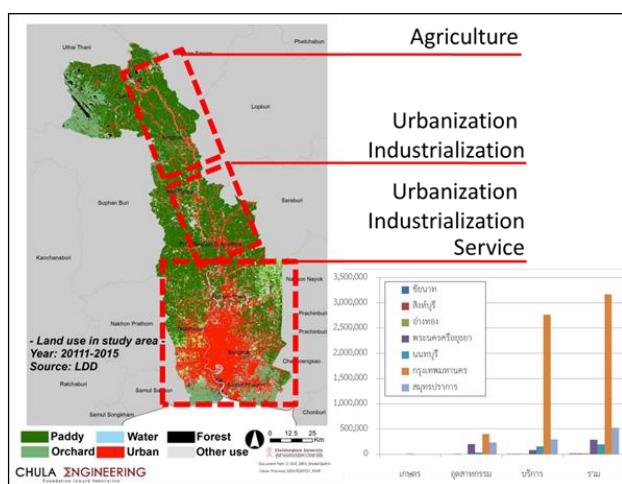 Agriculture
Urbanization
Industrialization
Urbanization
Industrialization
Service
Uthai Thani
Phetchabun
Lopburi
Suphan Buri
Saraburi
Kanchanaburi
Nakhon Nayok
Nakhon Prathom
Prachinburi
Ratchaburi
Samut Songkham
Chonburi
- Land use in study area -
Year: 20111-2015
Source: LDD
Paddy
Water
Forest
Orchard
Urban
Other use
0 12.5 25
Km
CHULA ΣNGINEERING
Foundation toward Innovation
3,500,000
3,000,000
2,500,000
2,000,000
1,500,000
1,000,000
500,000
0
ชัยนาท
สิงห์บุรี
อ่างทอง
พระนครศรีอยุธยา
นนทบุรี
กรุงเทพมหานคร
สมุทรปราการ
เกษตร
อุตสาหกรรม
บริการ
รวม